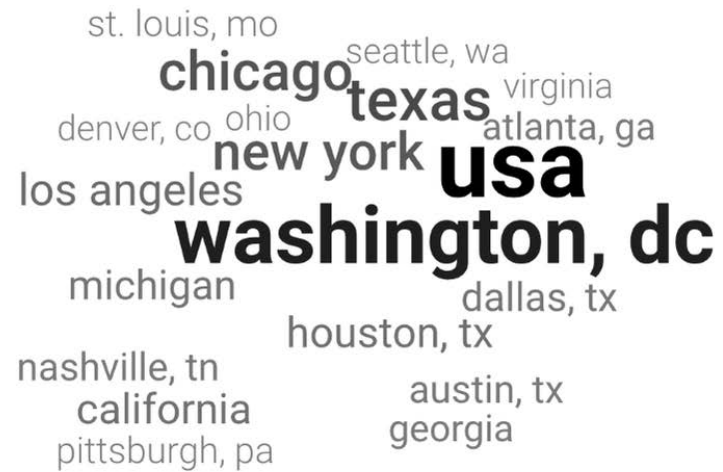 st. louis, mo
seattle, wa
chicago
texas
virginia
denver, co
ohio
atlanta, ga
new york
usa
los angeles
washington, dc
michigan
dallas, tx
houston, tx
nashville, tn
austin, tx
california
georgia
pittsburgh, pa